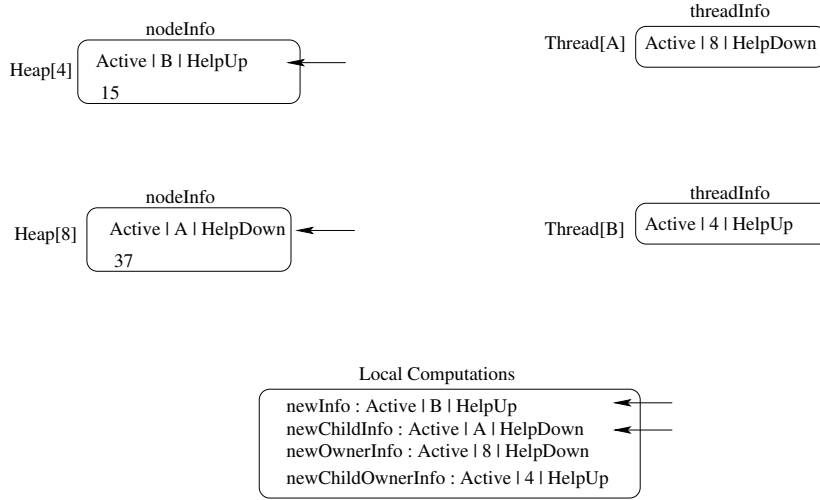 nodeInfo
Heap[4]
Active | B | HelpUp
15
threadInfo
Thread[A]
Active | 8 | HelpDown
nodeInfo
Heap[8]
Active | A | HelpDown
37
threadInfo
Thread[B]
Active | 4 | HelpUp
Local Computations
newInfo : Active | B | HelpUp
newChildInfo : Active | A | HelpDown
newOwnerInfo : Active | 8 | HelpDown
newChildOwnerInfo : Active | 4 | HelpUp